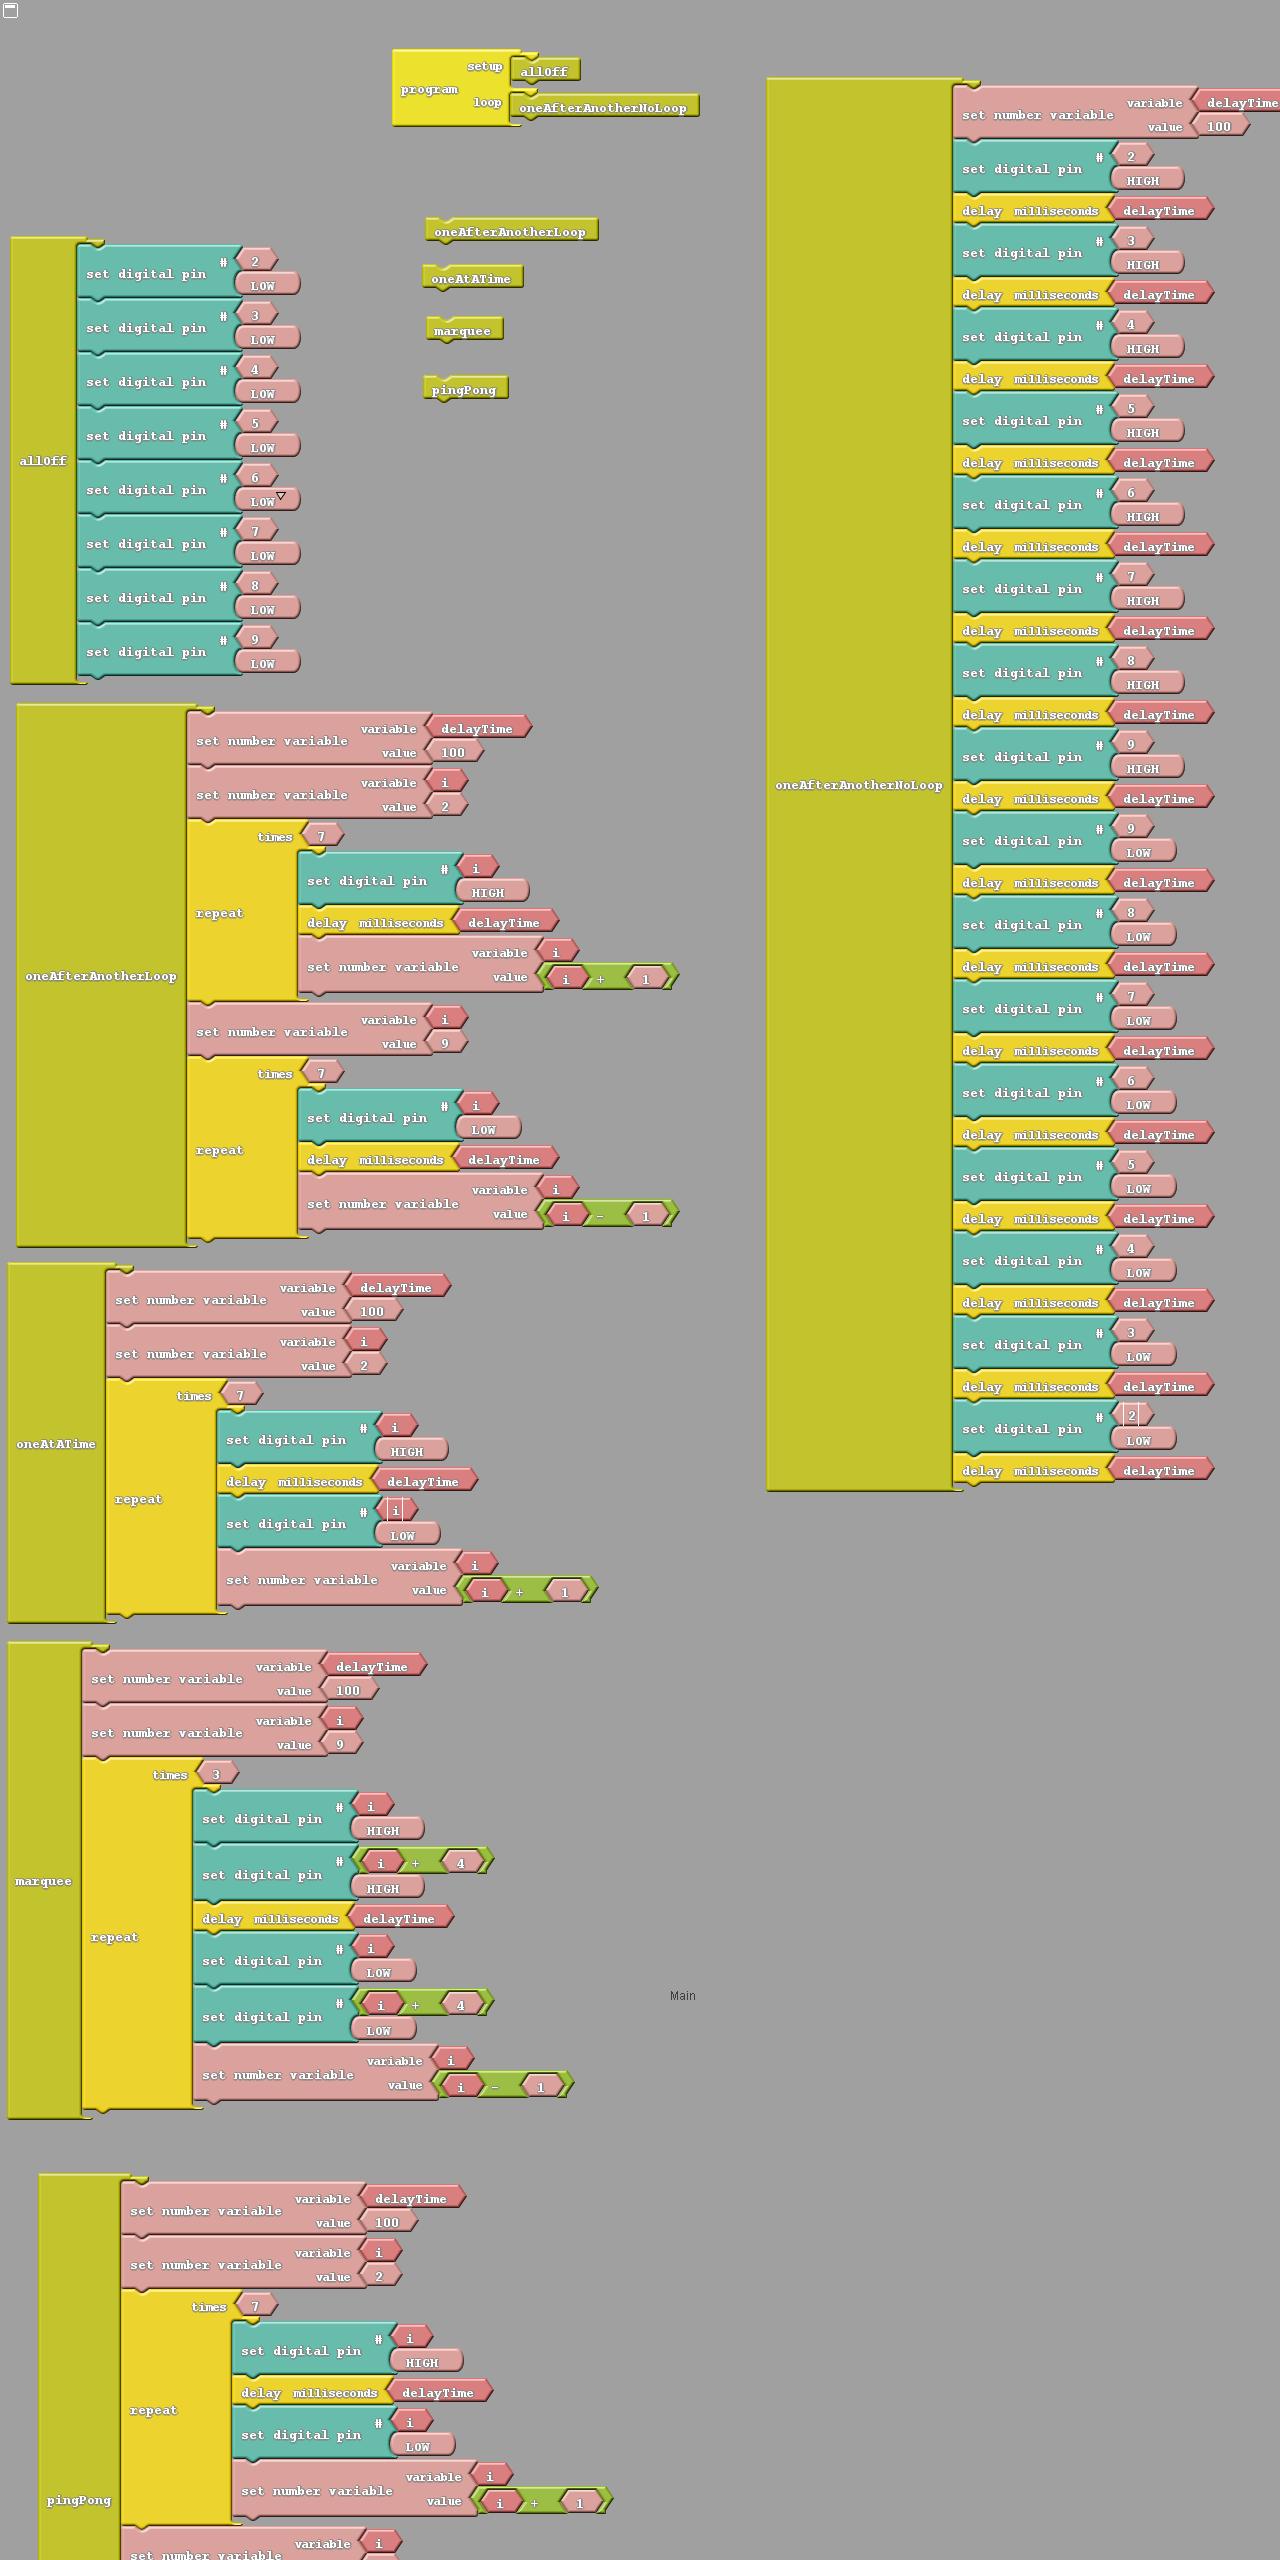 program
setup allOff
loop oneAfterAnotherNoLoop
oneAfterAnotherLoop
oneAtATime
marquee
pingPong
allOff
set digital pin # 2
LOW
set digital pin # 3
LOW
set digital pin # 4
LOW
set digital pin # 5
LOW
set digital pin # 6
LOW
set digital pin # 7
LOW
set digital pin # 8
LOW
set digital pin # 9
LOW
oneAfterAnotherLoop
set number variable variable delayTime
value 100
set number variable variable i
value 2
repeat times 7
set digital pin # i
HIGH
delay milliseconds delayTime
set number variable variable i
value i + 1
set number variable variable i
value 9
repeat times 7
set digital pin # i
LOW
delay milliseconds delayTime
set number variable variable i
value i - 1
oneAtATime
set number variable variable delayTime
value 100
set number variable variable i
value 2
repeat times 7
set digital pin # i
HIGH
delay milliseconds delayTime
set digital pin # i
LOW
set number variable variable i
value i + 1
marquee
set number variable variable delayTime
value 100
set number variable variable i
value 9
repeat times 3
set digital pin # i
HIGH
set digital pin # i + 4
HIGH
delay milliseconds delayTime
set digital pin # i
LOW
set digital pin # i + 4
LOW
set number variable variable i
value i - 1
pingPong
set number variable variable delayTime
value 100
set number variable variable i
value 2
repeat times 7
set digital pin # i
HIGH
delay milliseconds delayTime
set digital pin # i
LOW
set number variable variable i
value i + 1
set number variable variable i
oneAfterAnotherNoLoop
set number variable variable delayTime
value 100
set digital pin # 2
HIGH
delay milliseconds delayTime
set digital pin # 3
HIGH
delay milliseconds delayTime
set digital pin # 4
HIGH
delay milliseconds delayTime
set digital pin # 5
HIGH
delay milliseconds delayTime
set digital pin # 6
HIGH
delay milliseconds delayTime
set digital pin # 7
HIGH
delay milliseconds delayTime
set digital pin # 8
HIGH
delay milliseconds delayTime
set digital pin # 9
HIGH
delay milliseconds delayTime
set digital pin # 9
LOW
delay milliseconds delayTime
set digital pin # 8
LOW
delay milliseconds delayTime
set digital pin # 7
LOW
delay milliseconds delayTime
set digital pin # 6
LOW
delay milliseconds delayTime
set digital pin # 5
LOW
delay milliseconds delayTime
set digital pin # 4
LOW
delay milliseconds delayTime
set digital pin # 3
LOW
delay milliseconds delayTime
set digital pin # 2
LOW
delay milliseconds delayTime
Main